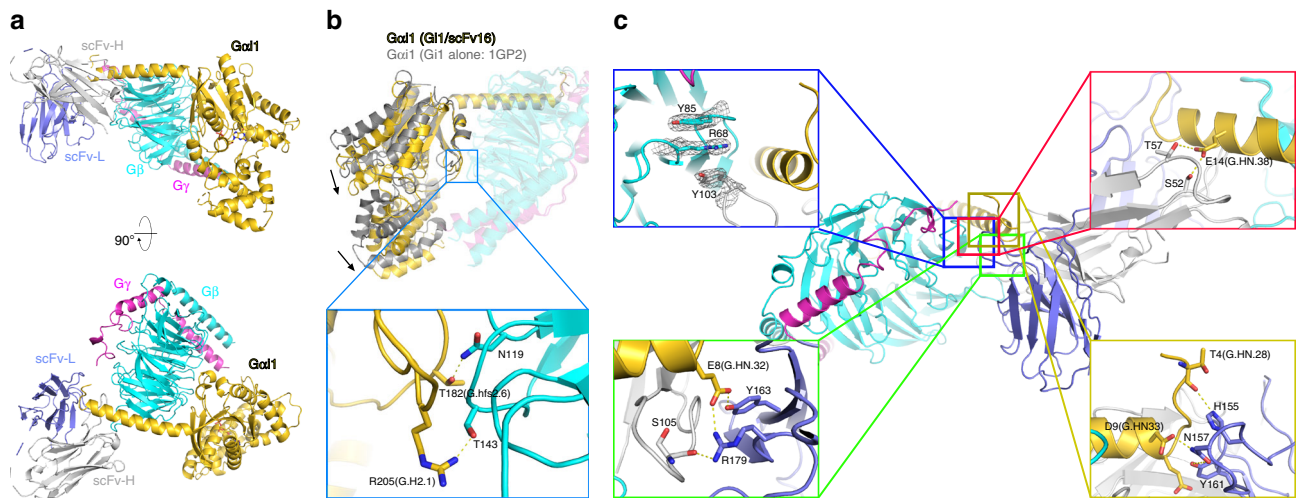 a
scFv-H
GαI1
scFv-L
Gβ
Gγ
90°
Gγ
Gβ
scFv-L
GαI1
scFv-H
b
GαI1 (GI1/scFv16)
Gαi1 (Gi1 alone: 1GP2)
N119
T182(G.hfs2.6)
T143
R205(G.H2.1)
c
Y85
R68
Y103
T57
E14(G.HN.38)
S52
E8(G.HN.32)
Y163
S105
R179
T4(G.HN.28)
H155
D9(G.HN33)
N157
Y161